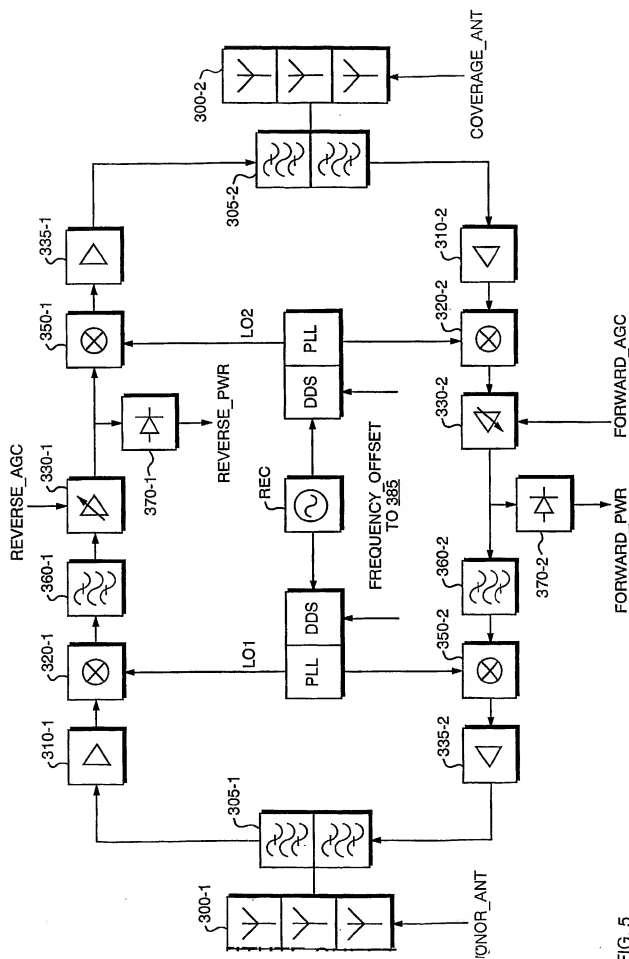 300-2
COVERAGE_ANT
305-2
335-1
310-2
350-1
LO2
320-2
PLL
DDS
REVERSE_AGC
330-1
370-1
REVERSE_PWR
REC
FREQUENCY_OFFSET
TO 385
330-2
FORWARD_AGC
360-1
370-2
FORWARD_PWR
360-2
320-1
LO1
DDS
PLL
350-2
310-1
335-2
305-1
300-1
ONOR_ANT
FIG. 5